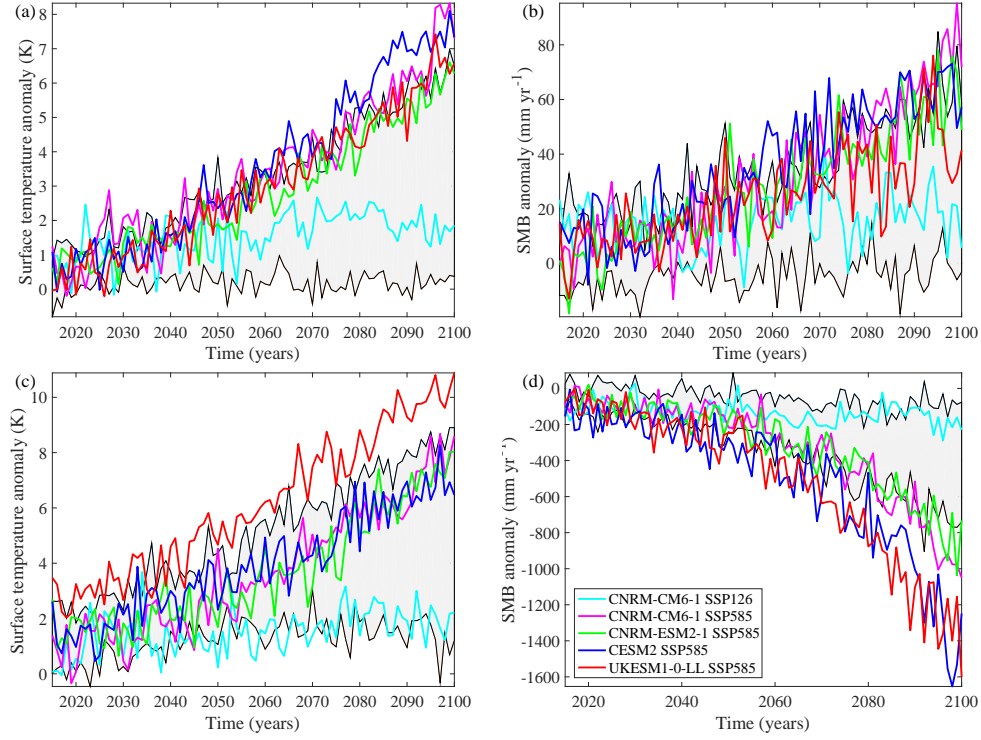 (a)
Surface temperature anomaly (K)
8
7
6
5
4
3
2
1
0
2020 2030 2040 2050 2060 2070 2080 2090 2100
Time (years)
(b)
SMB anomaly (mm yr⁻¹)
80
60
40
20
0
2020 2040 2060 2080 2100
Time (years)
(c)
Surface temperature anomaly (K)
10
8
6
4
2
0
2020 2030 2040 2050 2060 2070 2080 2090 2100
Time (years)
(d)
SMB anomaly (mm yr⁻¹)
0
-200
-400
-600
-800
-1000
-1200
-1400
-1600
CNRM-CM6-1 SSP126
CNRM-CM6-1 SSP585
CNRM-ESM2-1 SSP585
CESM2 SSP585
UKESM1-0-LL SSP585
2020 2040 2060 2080 2100
Time (years)